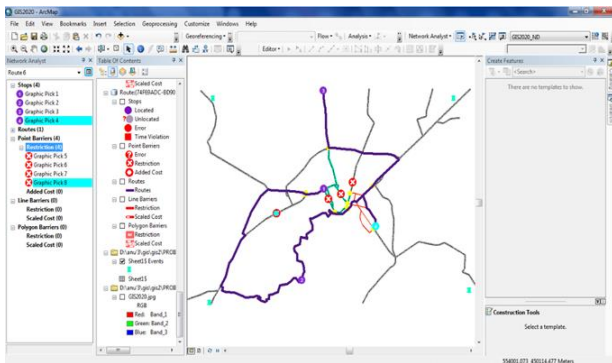 GIS2020 - ArcMap
File Edit View Bookmarks Insert Selection Geoprocessing Customize Windows Help
Georeferencing Flow Analysis Network Analyst GIS2020_ND
Editor
Network Analyst
Route 6
Stops (4)
Graphic Pick 1
Graphic Pick 2
Graphic Pick 3
Graphic Pick 4
Routes (1)
Point Barriers (4)
Restriction (4)
Graphic Pick 5
Graphic Pick 6
Graphic Pick 7
Graphic Pick 8
Added Cost (0)
Line Barriers (0)
Restriction (0)
Scaled Cost (0)
Polygon Barriers (0)
Restriction (0)
Scaled Cost (0)
Table Of Contents
Scaled Cost
Stops
Located
Unlocated
Error
Time Violation
Point Barriers
Error
Restriction
Added Cost
Routes
Routes
Line Barriers
Restriction
Scaled Cost
Polygon Barriers
Restriction
Scaled Cost
Sheet1$ Events
Sheet1$
GIS2020.jpg
RGB
Red: Band_1
Green: Band_2
Blue: Band_3
Create Features
<Search>
There are no templates to show.
Construction Tools
Select a template.